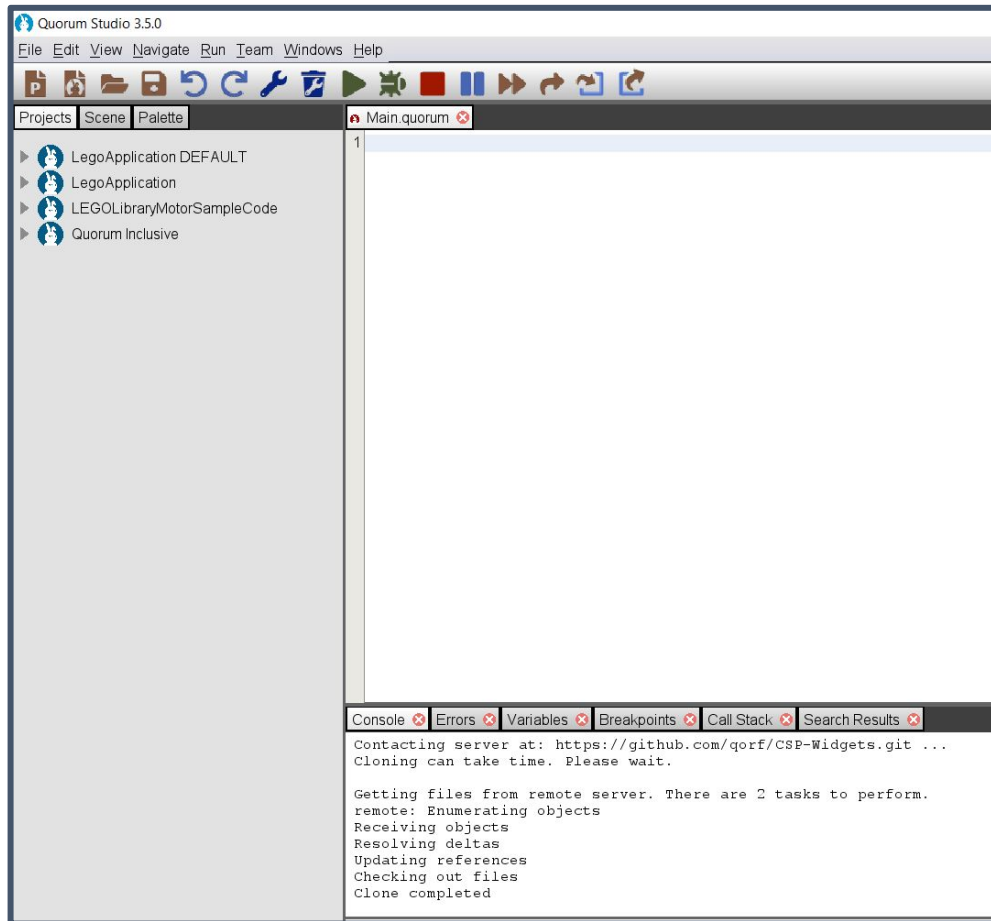 Quorum Studio 3.5.0
File Edit View Navigate Run Team Windows Help
P
Projects Scene Palette
Main.quorum
1
LegoApplication DEFAULT
LegoApplication
LEGOLibraryMotorSampleCode
Quorum Inclusive
Console Errors Variables Breakpoints Call Stack Search Results
Contacting server at: https://github.com/qorf/CSP-Widgets.git ...
Cloning can take time. Please wait.
Getting files from remote server. There are 2 tasks to perform.
remote: Enumerating objects
Receiving objects
Resolving deltas
Updating references
Checking out files
Clone completed